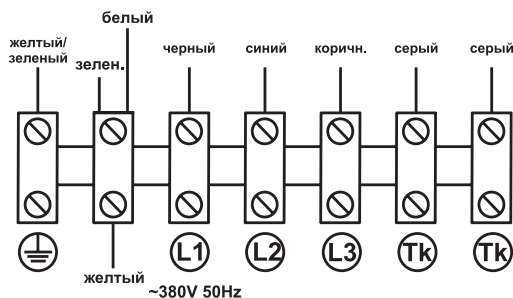 белый
желтый/
зеленый
зелен.
черный
синий
коричн.
серый
серый
L1
L2
L3
Tk
Tk
желтый
~380V 50Hz